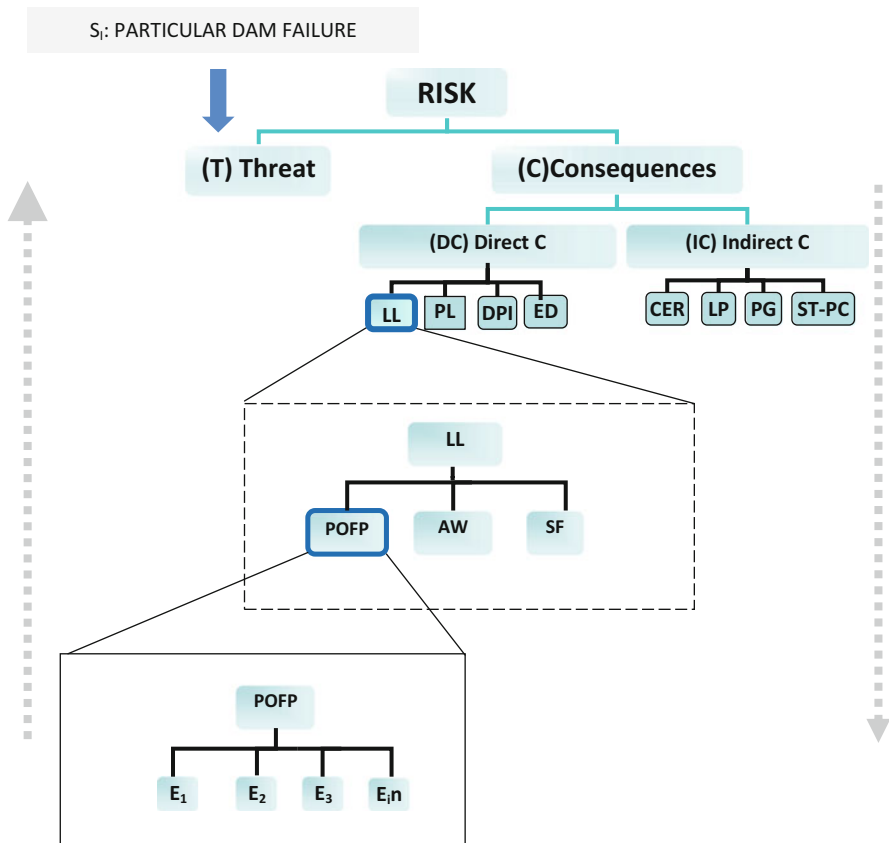 S_I: PARTICULAR DAM FAILURE
RISK
(T) Threat
(C)Consequences
(DC) Direct C
(IC) Indirect C
LL
PL
DPI
ED
CER
LP
PG
ST-PC
LL
POFP
AW
SF
POFP
E₁
E₂
E₃
Eᵢn